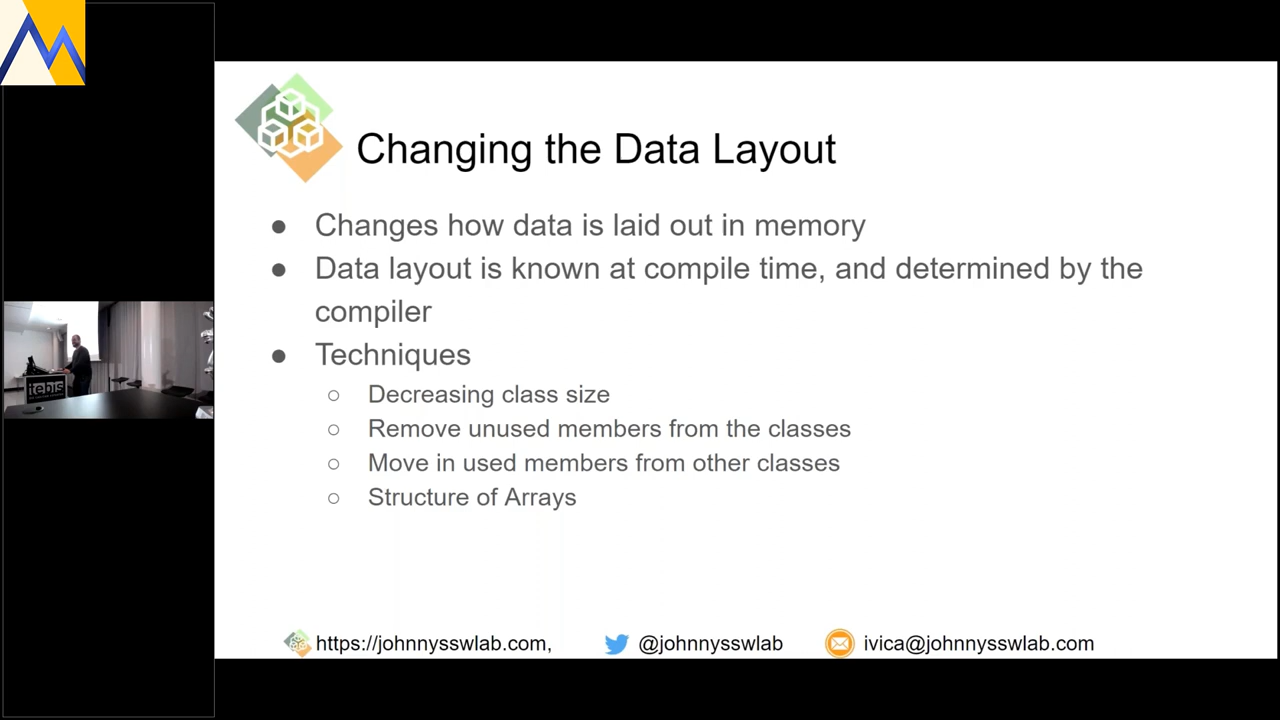 Changing the Data Layout
● Changes how data is laid out in memory
● Data layout is known at compile time, and determined by the
compiler
● Techniques
○ Decreasing class size
○ Remove unused members from the classes
○ Move in used members from other classes
○ Structure of Arrays
tebis
https://johnnysswlab.com, @johnnysswlab ivica@johnnysswlab.com